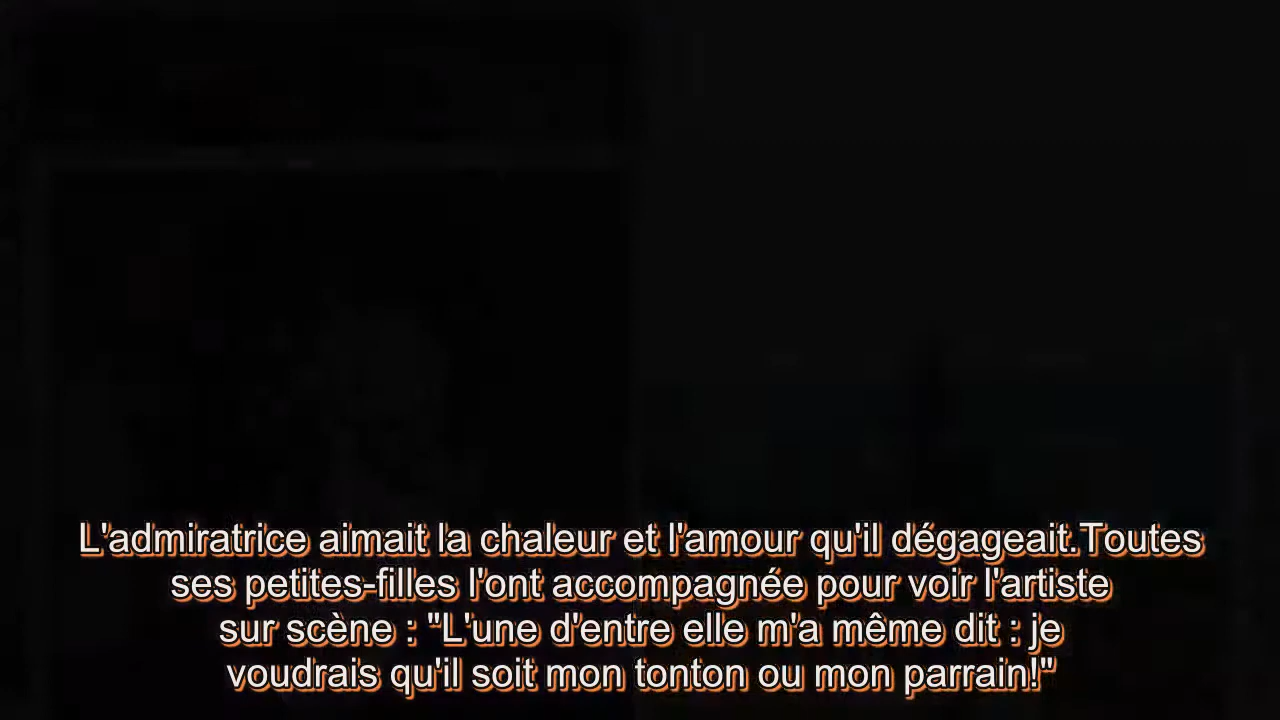 L'admiratrice aimait la chaleur et l'amour qu'il dégageait.Toutes
ses petites-filles l'ont accompagnée pour voir l'artiste
sur scène : "L'une d'entre elle m'a même dit : je
voudrais qu'il soit mon tonton ou mon parrain!"